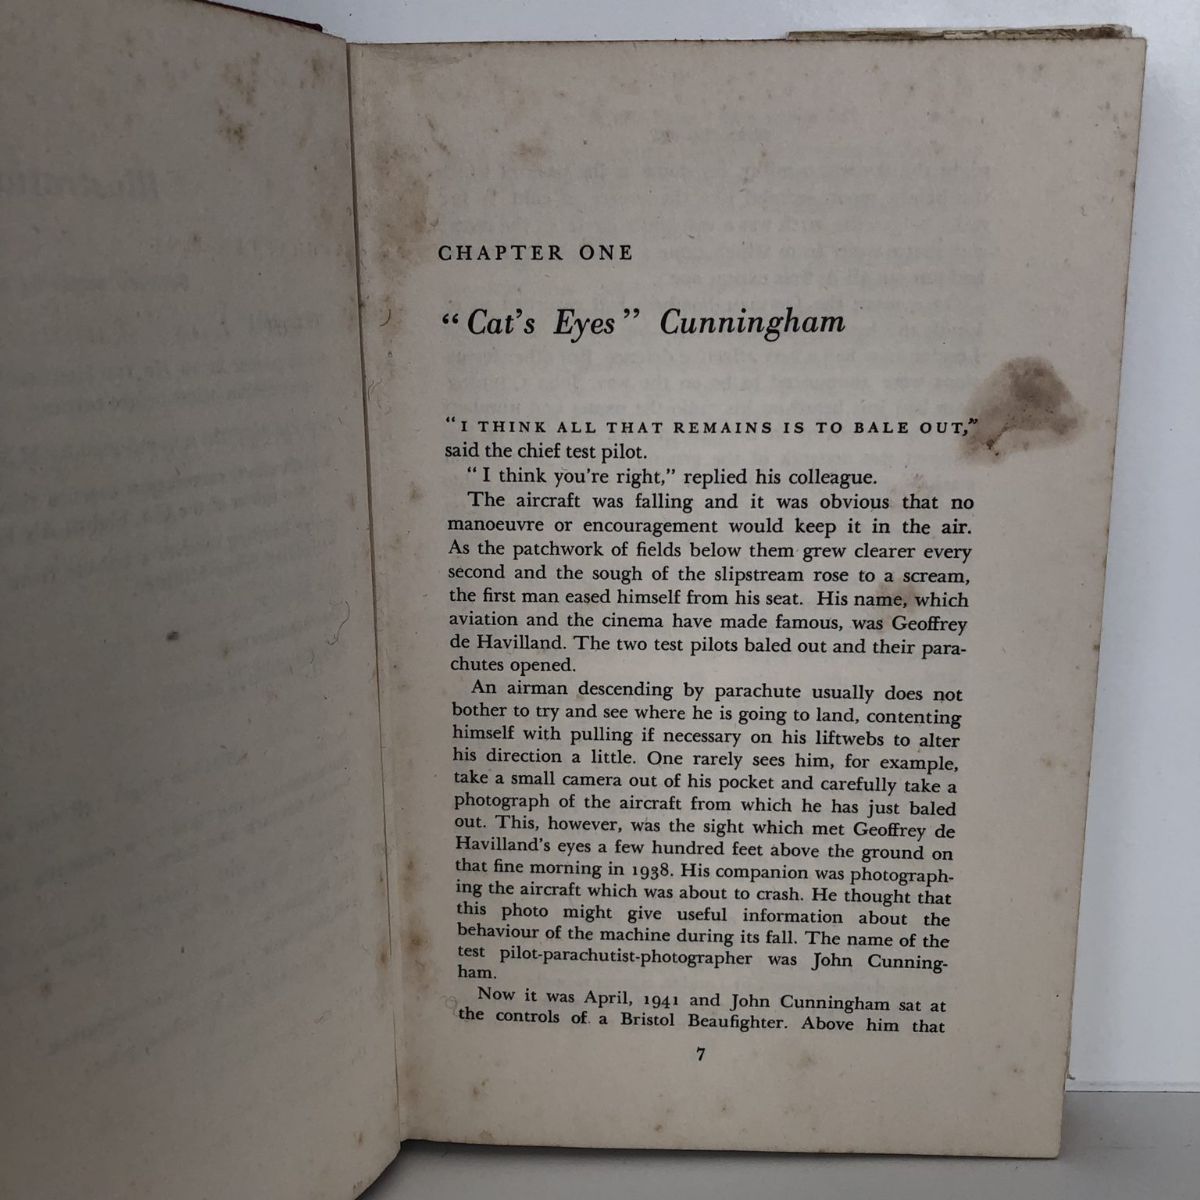 CHAPTER ONE
“Cat’s Eyes” Cunningham
“I THINK ALL THAT REMAINS IS TO BALE OUT,”
said the chief test pilot.
“I think you're right,” replied his colleague.
The aircraft was falling and it was obvious that no
manoeuvre or encouragement would keep it in the air.
As the patchwork of fields below them grew clearer every
second and the sough of the slipstream rose to a scream,
the first man eased himself from his seat. His name, which
aviation and the cinema have made famous, was Geoffrey
de Havilland. The two test pilots baled out and their para-
chutes opened.
An airman descending by parachute usually does not
bother to try and see where he is going to land, contenting
himself with pulling if necessary on his liftwebs to alter
his direction a little. One rarely sees him, for example,
take a small camera out of his pocket and carefully take a
photograph of the aircraft from which he has just baled
out. This, however, was the sight which met Geoffrey de
Havilland's eyes a few hundred feet above the ground on
that fine morning in 1938. His companion was photograph-
ing the aircraft which was about to crash. He thought that
this photo might give useful information about the
behaviour of the machine during its fall. The name of the
test pilot-parachutist-photographer was John Cunning-
ham.
Now it was April, 1941 and John Cunningham sat at
the controls of a Bristol Beaufighter. Above him that
7